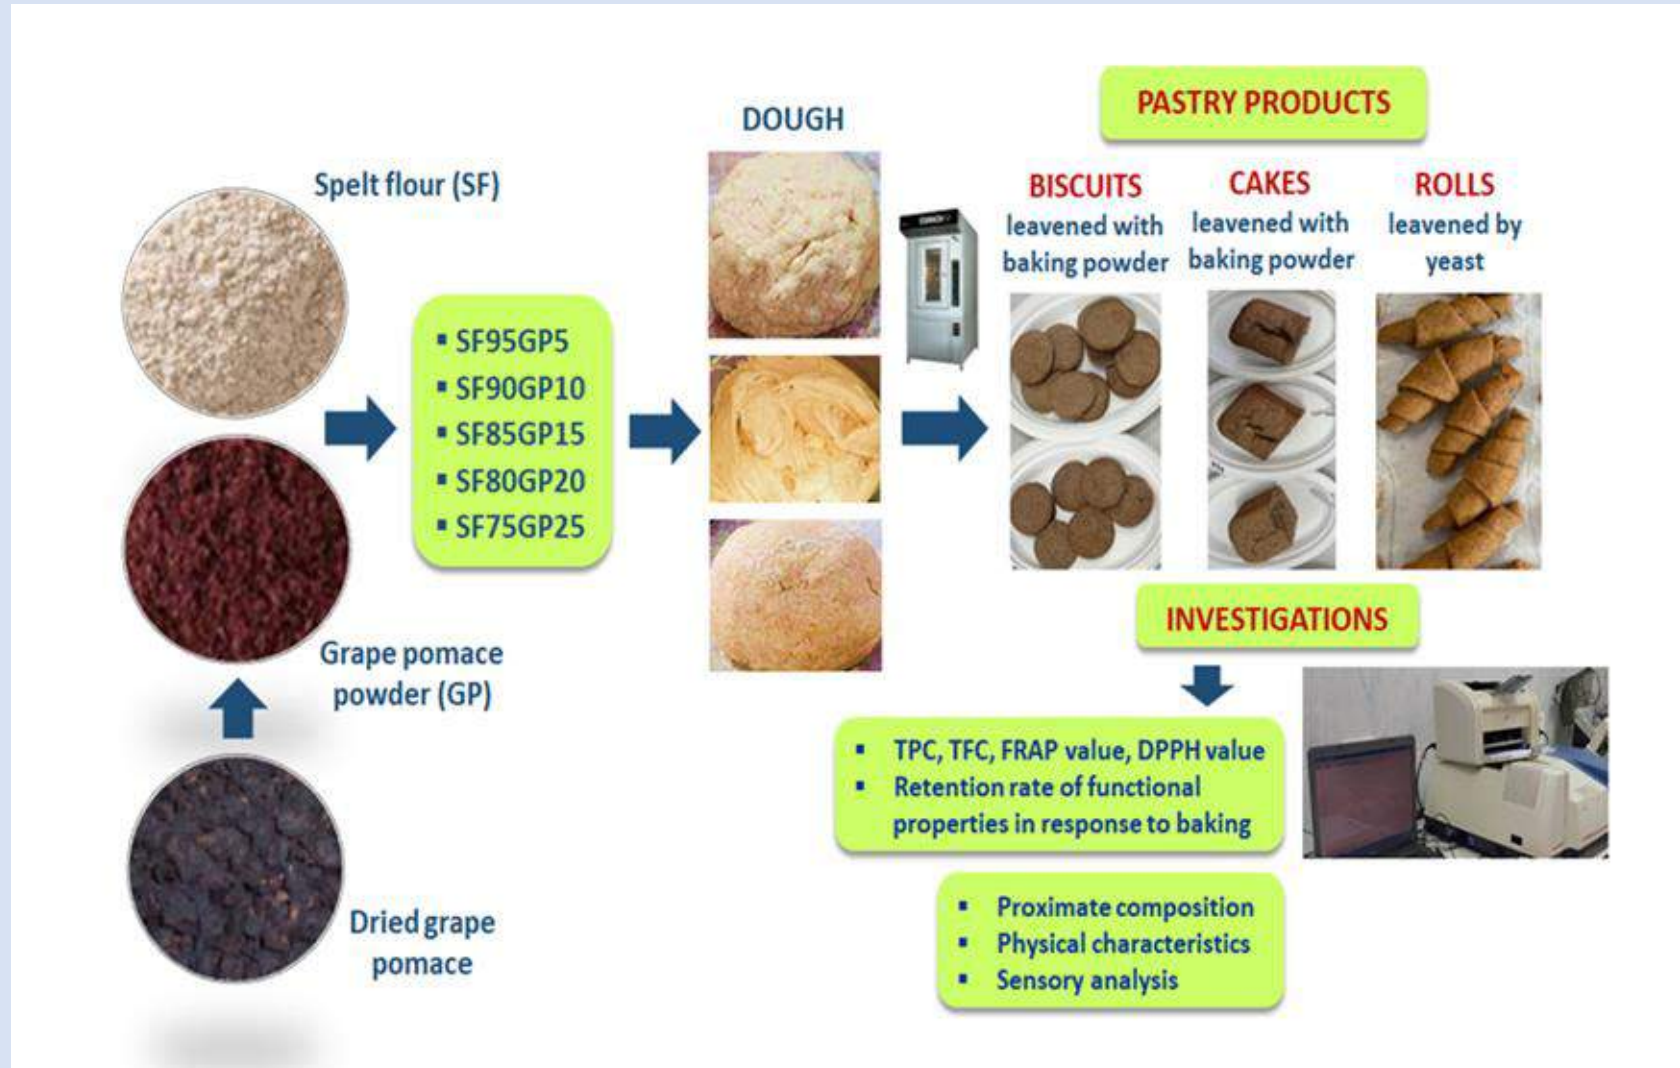 Spelt flour (SF)
Grape pomace
powder (GP)
Dried grape
pomace
▪ SF95GP5
▪ SF90GP10
▪ SF85GP15
▪ SF80GP20
▪ SF75GP25
DOUGH
PASTRY PRODUCTS
BISCUITS
leavened with
baking powder
CAKES
leavened with
baking powder
ROLLS
leavened by
yeast
INVESTIGATIONS
▪ TPC, TFC, FRAP value, DPPH value
▪ Retention rate of functional
properties in response to baking
▪ Proximate composition
▪ Physical characteristics
▪ Sensory analysis